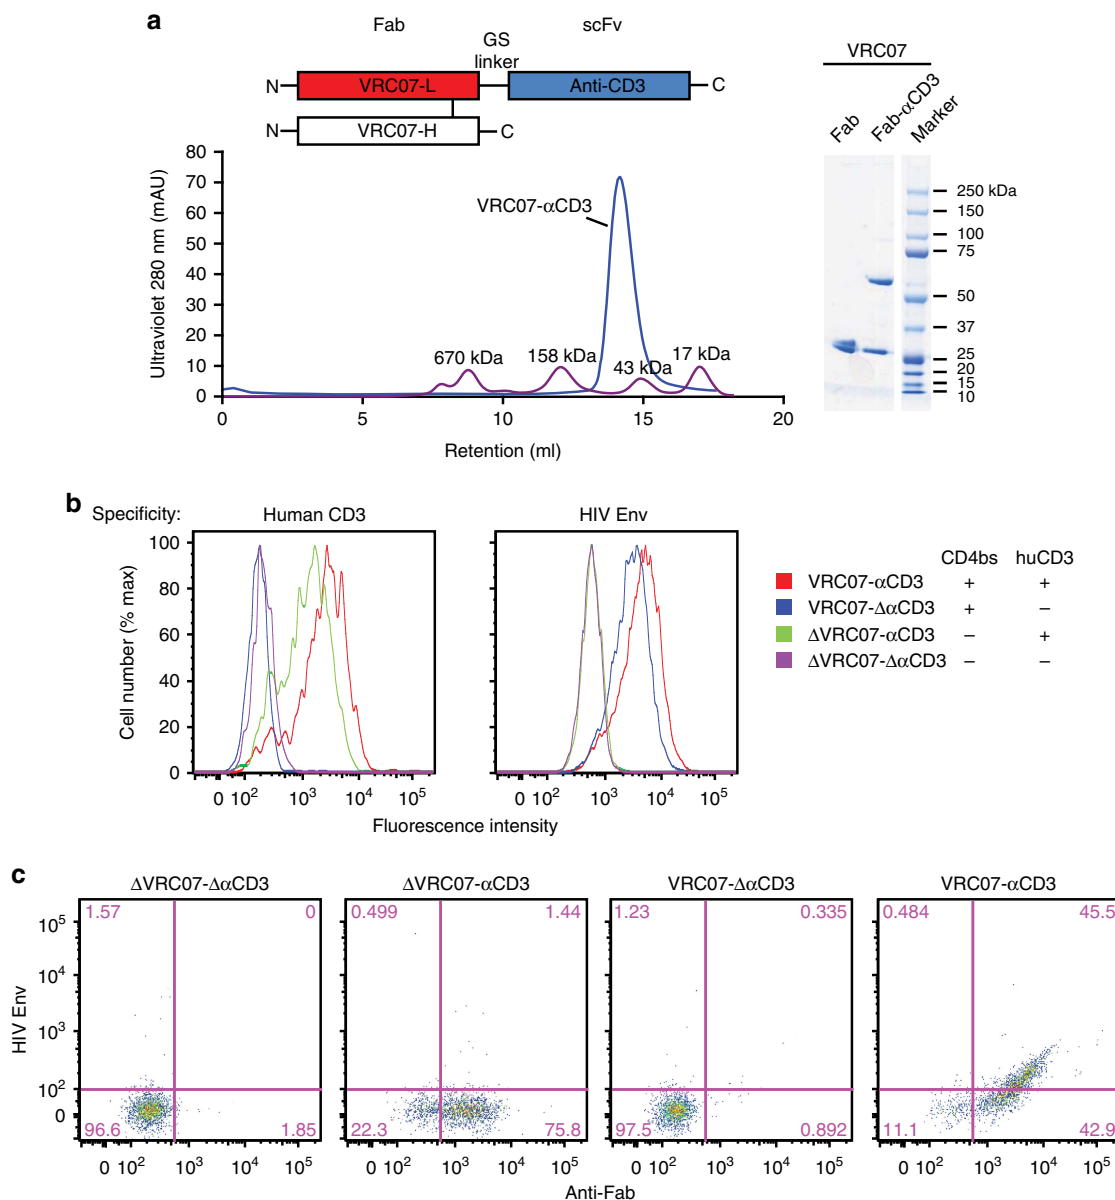 a
Fab
GS
linker
scFv
N
VRC07-L
Anti-CD3
C
N
VRC07-H
C
VRC07
Fab
Fab-αCD3
Marker
250 kDa
150
100
75
50
37
25
20
15
10
Ultraviolet 280 nm (mAU)
80
70
60
50
40
30
20
10
0
VRC07-αCD3
670 kDa
158 kDa
43 kDa
17 kDa
0
5
10
15
20
Retention (ml)
b
Specificity:
Human CD3
HIV Env
Cell number (% max)
100
80
60
40
20
0
0 10² 10³ 10⁴ 10⁵
0 10² 10³ 10⁴ 10⁵
Fluorescence intensity
CD4bs huCD3
VRC07-αCD3 + +
VRC07-ΔαCD3 + –
ΔVRC07-αCD3 – +
ΔVRC07-ΔαCD3 – –
c
ΔVRC07-ΔαCD3
ΔVRC07-αCD3
VRC07-ΔαCD3
VRC07-αCD3
HIV Env
10⁵
10⁴
10³
10²
0
1.57 0
96.6 1.85
0.499 1.44
22.3 75.8
1.23 0.335
97.5 0.892
0.484 45.5
11.1 42.9
0 10² 10³ 10⁴ 10⁵
0 10² 10³ 10⁴ 10⁵
0 10² 10³ 10⁴ 10⁵
0 10² 10³ 10⁴ 10⁵
Anti-Fab